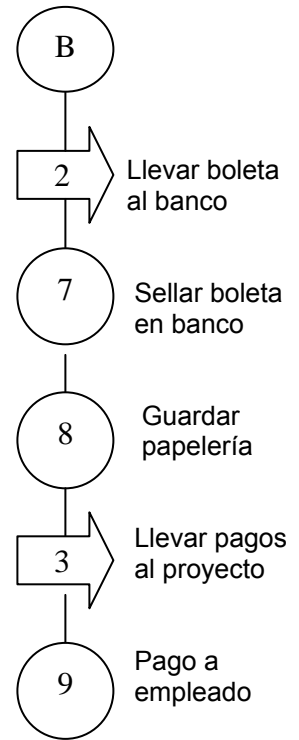 B
2
Llevar boleta
al banco
7
Sellar boleta
en banco
8
Guardar
papelería
3
Llevar pagos
al proyecto
9
Pago a
empleado